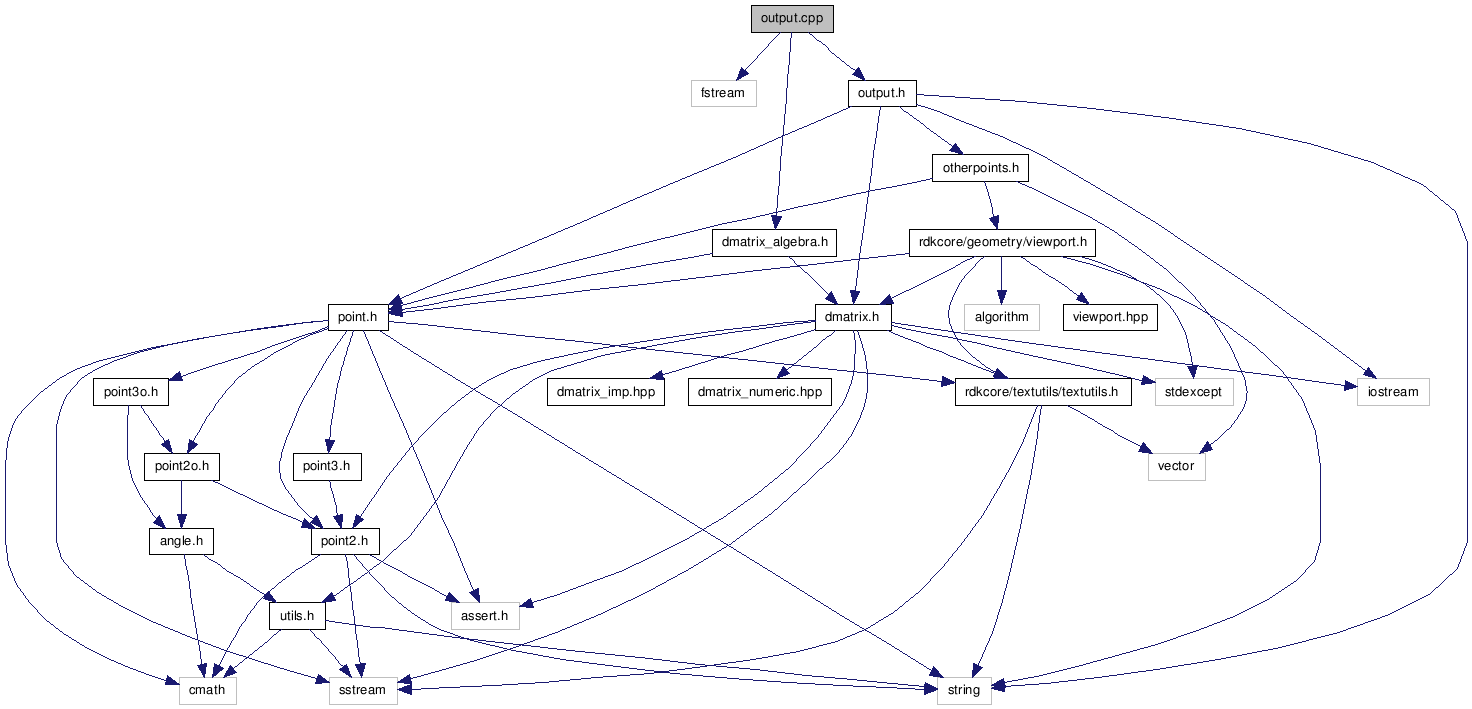 output.cpp
fstream
output.h
otherpoints.h
dmatrix_algebra.h
rdkcore/geometry/viewport.h
point.h
dmatrix.h
algorithm
viewport.hpp
point3o.h
dmatrix_imp.hpp
dmatrix_numeric.hpp
rdkcore/textutils/textutils.h
stdexcept
iostream
point2o.h
point3.h
vector
angle.h
point2.h
utils.h
assert.h
cmath
sstream
string